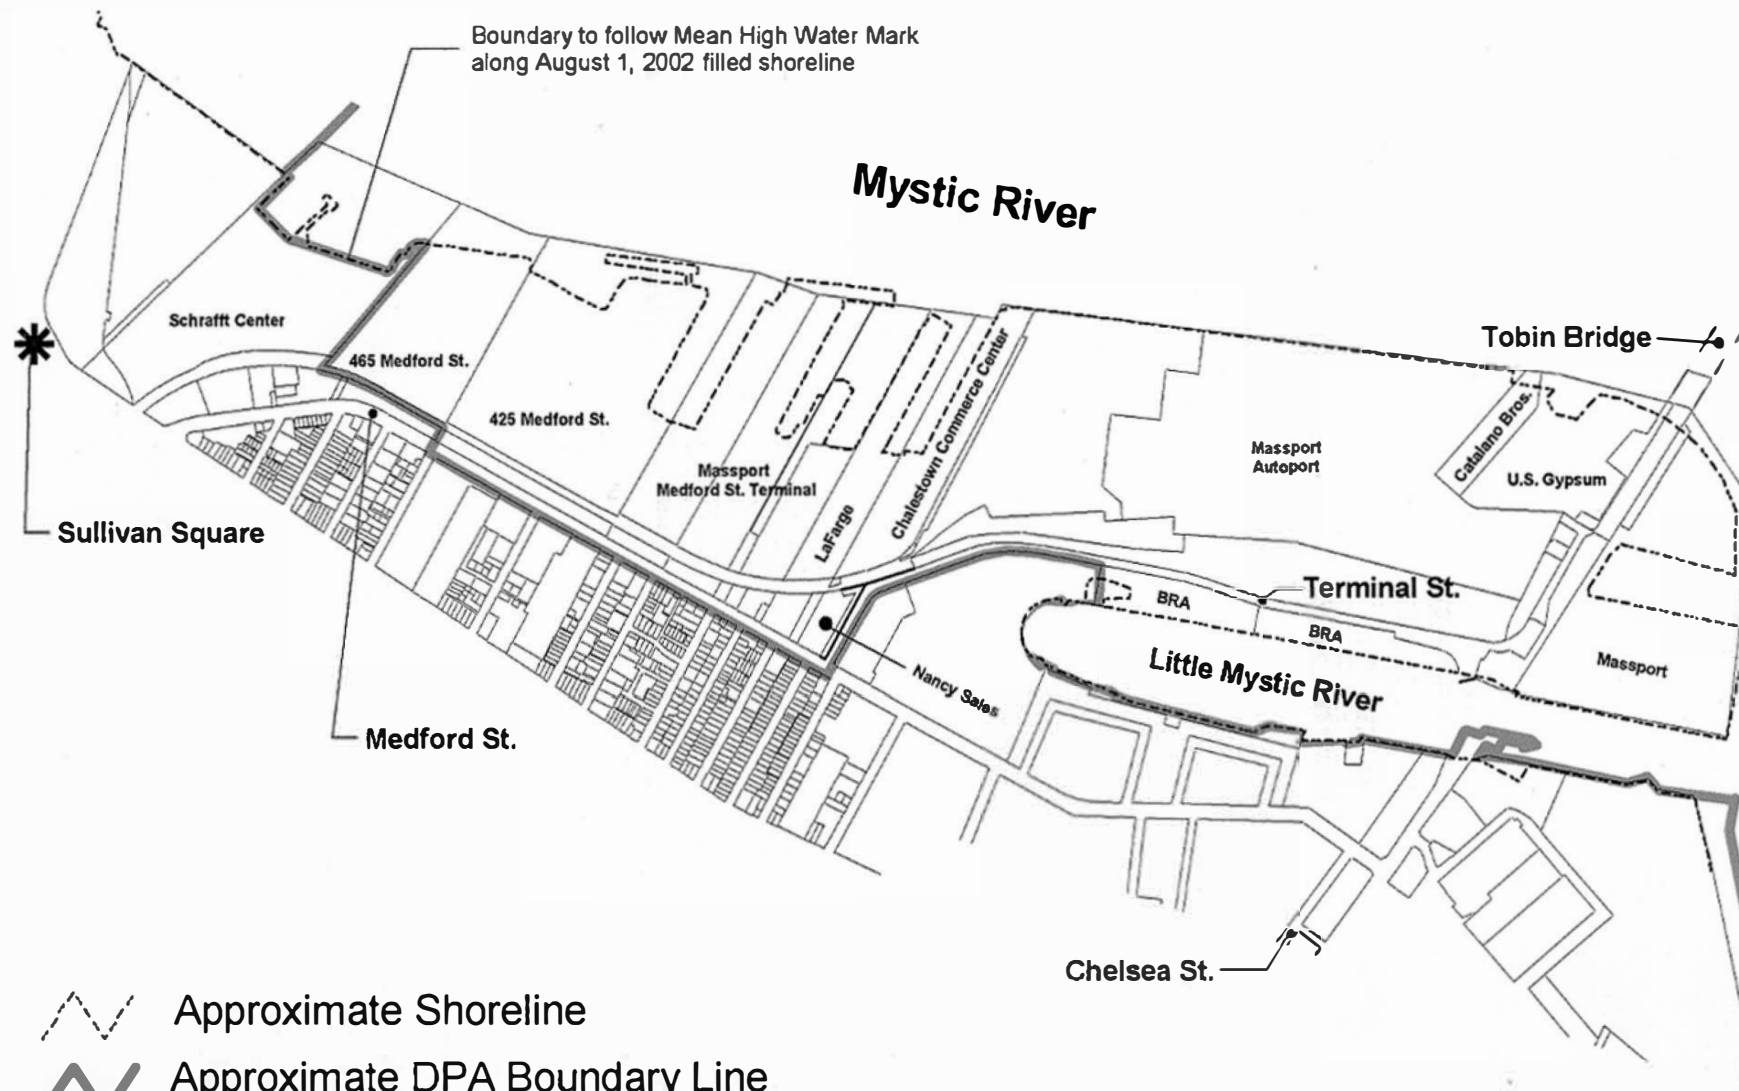 Boundary to follow Mean High Water Mark
along August 1, 2002 filled shoreline
Mystic River
Tobin Bridge
Schrafft Center
465 Medford St.
425 Medford St.
Massport
Medford St. Terminal
LaFarge
Chalestown Commerce Center
Massport
Autoport
Catalano Bros.
U.S. Gypsum
Sullivan Square
Terminal St.
BRA
BRA
Massport
Little Mystic River
Nancy Sales
Medford St.
Chelsea St.
Approximate Shoreline
Approximate DPA Boundary Line